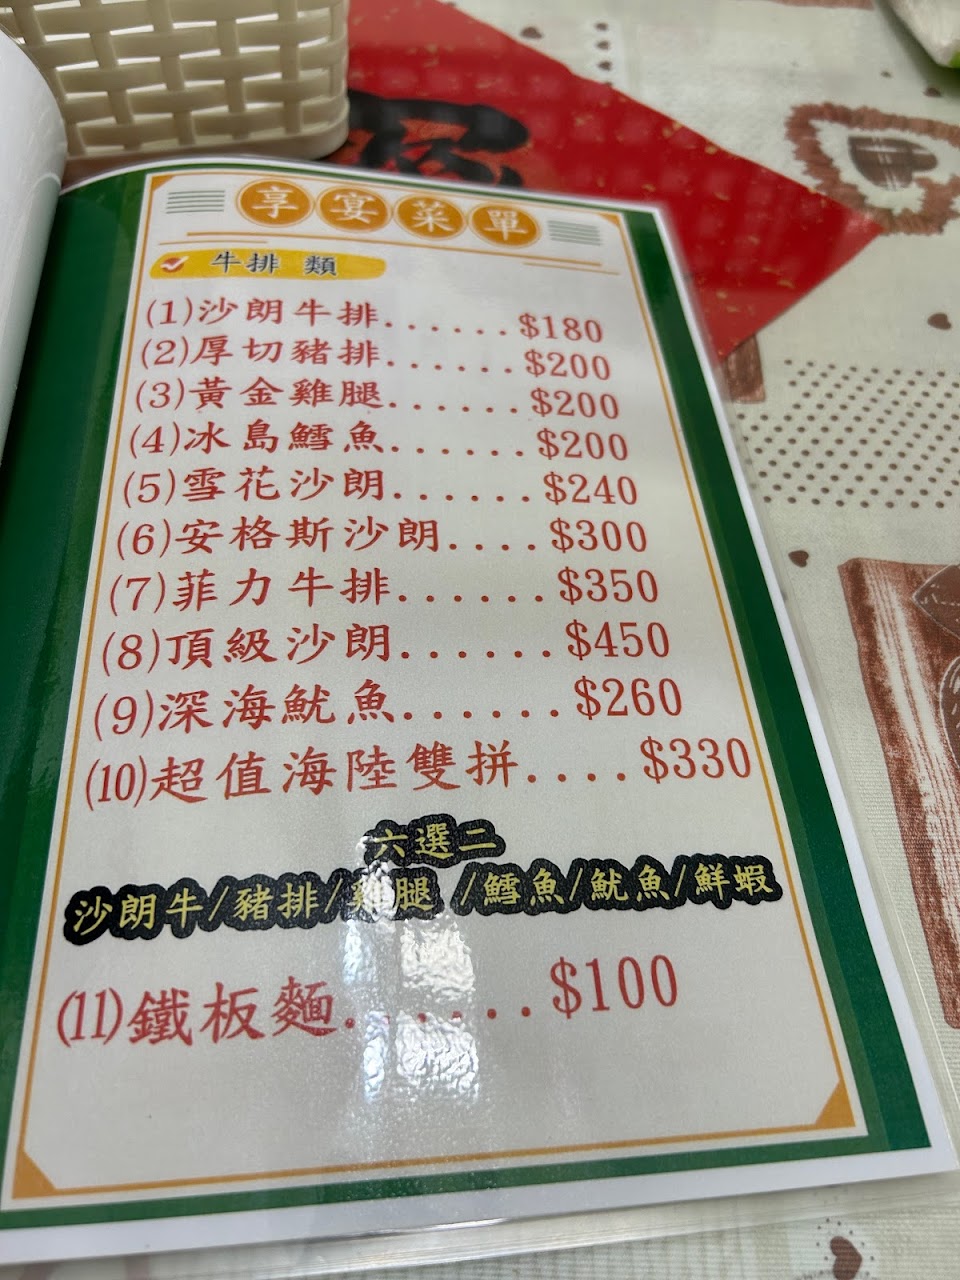 享宴菜單
牛排 類
(1)沙朗牛排......$180
(2)厚切豬排......$200
(3)黃金雞腿......$200
(4)冰島鱈魚......$200
(5)雪花沙朗......$240
(6)安格斯沙朗....$300
(7)菲力牛排......$350
(8)頂級沙朗......$450
(9)深海魷魚......$260
(10)超值海陸雙拼....$330
六選二
沙朗牛/豬排/雞腿 /鱈魚/魷魚/鮮蝦
(11)鐵板麵......$100